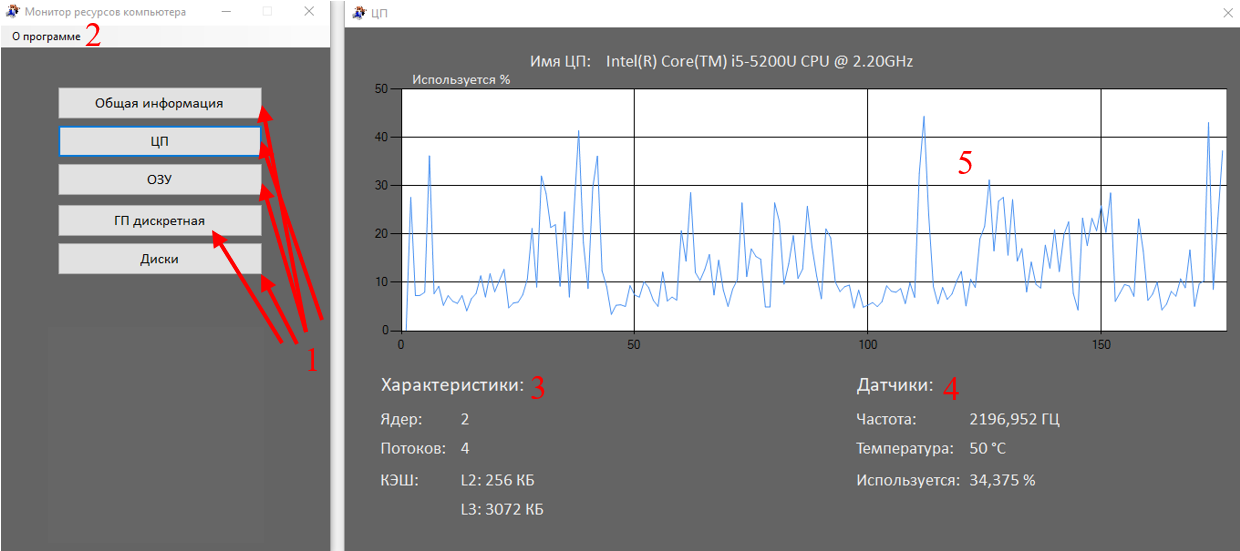 Монитор ресурсов компьютера
О программе 2
Общая информация
ЦП
ОЗУ
ГП дискретная
Диски
1
ЦП
Имя ЦП: Intel(R) Core(TM) i5-5200U CPU @ 2.20GHz
Используется %
50
40
30
20
10
0
5
0 50 100 150
Характеристики: 3
Ядер: 2
Потоков: 4
КЭШ: L2: 256 КБ
L3: 3072 КБ
Датчики: 4
Частота: 2196,952 ГЦ
Температура: 50 °C
Используется: 34,375 %